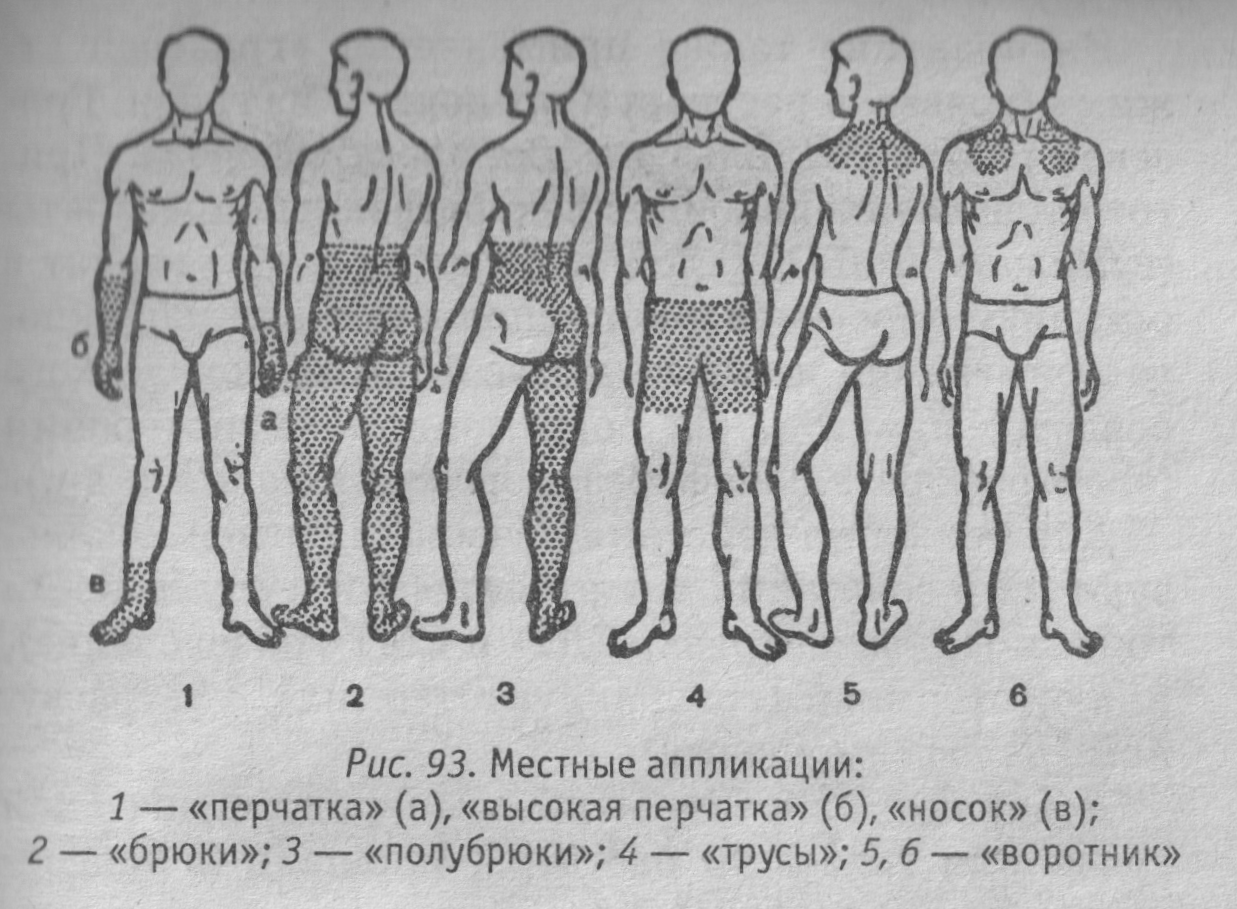 б
а
в
1 2 3 4 5 6
Рис. 93. Местные аппликации:
1 — «перчатка» (а), «высокая перчатка» (б), «носок» (в);
2 — «брюки»; 3 — «полубрюки»; 4 — «трусы»; 5, 6 — «воротник»